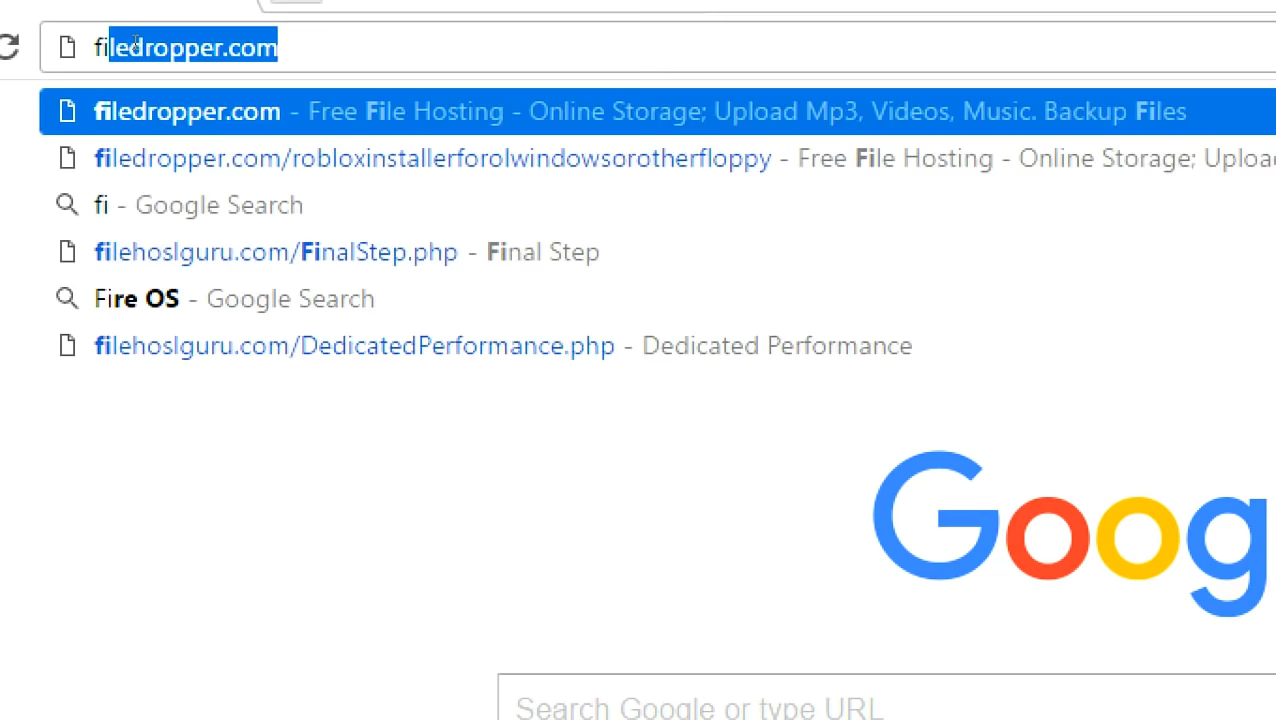 filedropper.com
filedropper.com - Free File Hosting - Online Storage; Upload Mp3, Videos, Music. Backup Files
filedropper.com/robloxinstallerforolwindowsorotherfloppy - Free File Hosting - Online Storage; Uploa
fi - Google Search
filehoslguru.com/FinalStep.php - Final Step
Fire OS - Google Search
filehoslguru.com/DedicatedPerformance.php - Dedicated Performance
Goog
Search Google or type URL